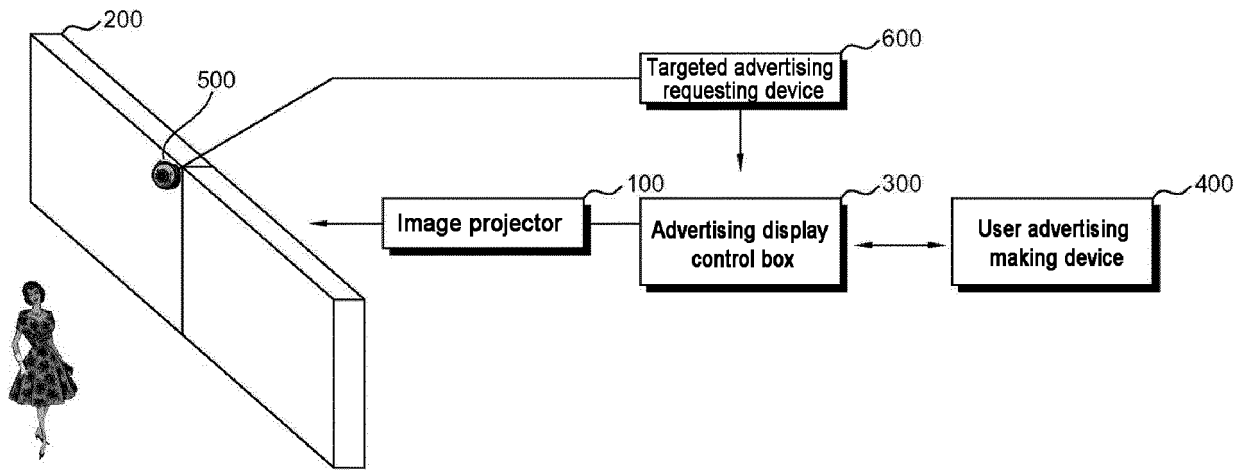 200
500
600
Targeted advertising
requesting device
100
Image projector
300
Advertising display
control box
400
User advertising
making device